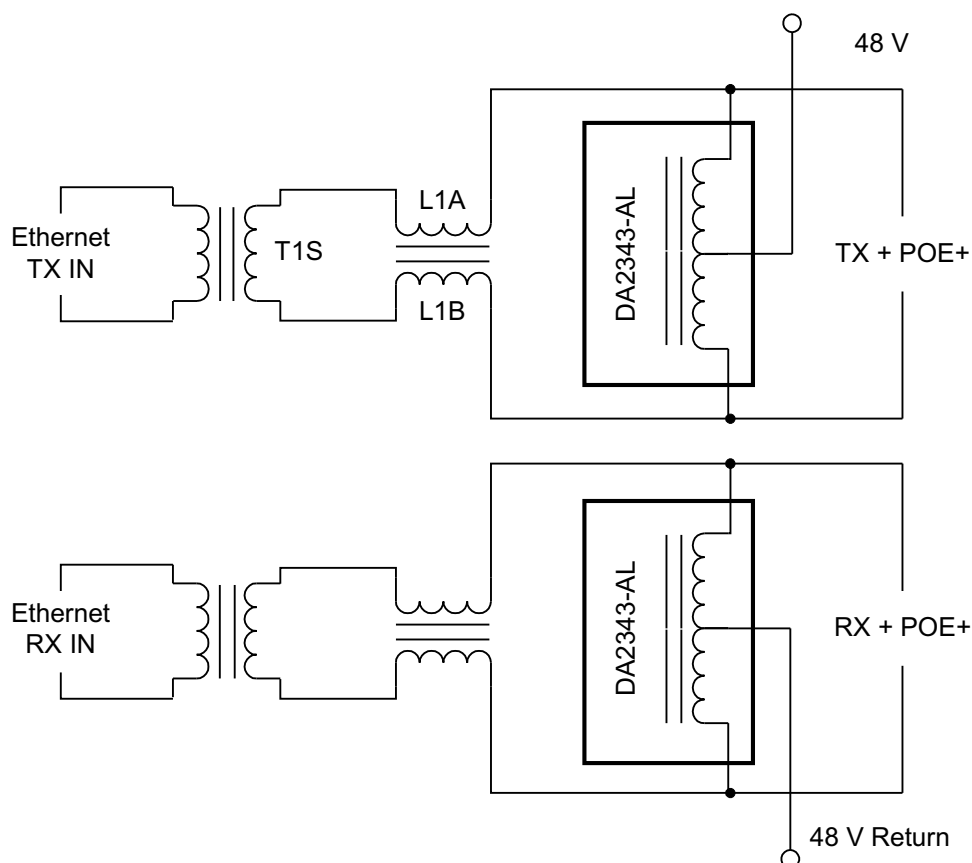 48 V
Ethernet
TX IN
T1S
L1A
L1B
DA2343-AL
TX + POE+
Ethernet
RX IN
DA2343-AL
RX + POE+
48 V Return